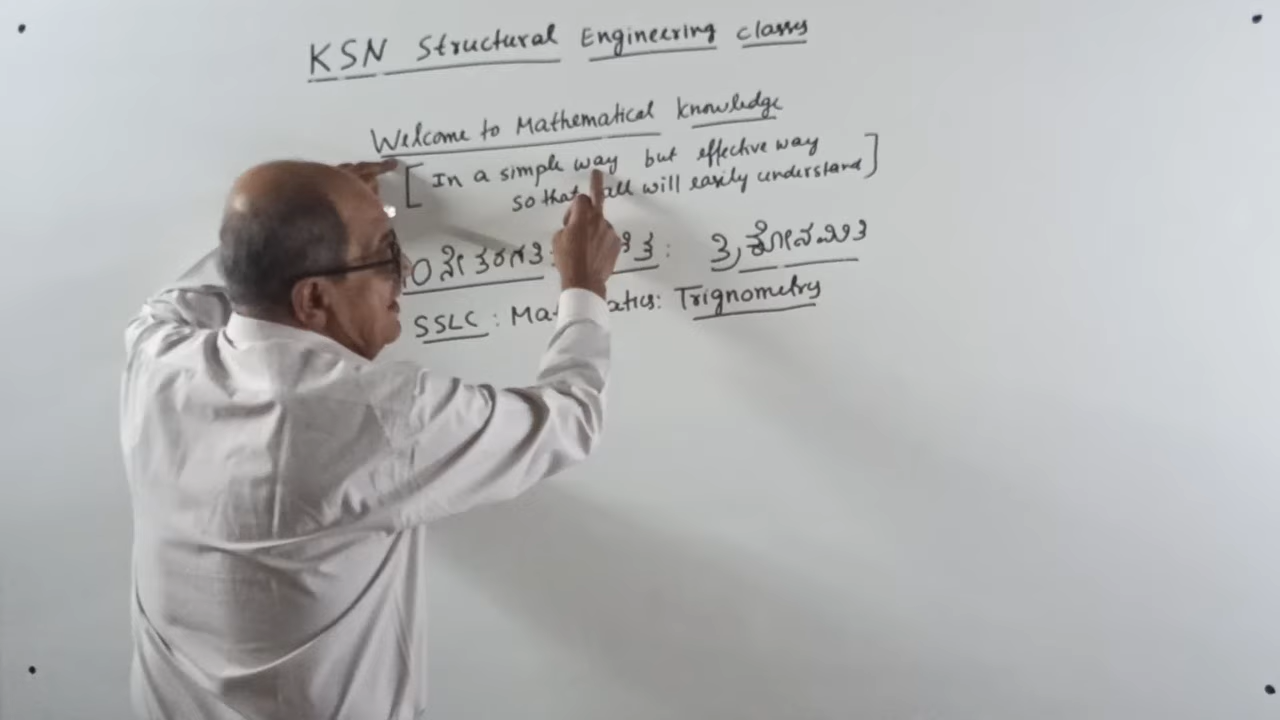 KSN Structural Engineering classes
Welcome to Mathematical knowledge
[In a simple way but effective way
so that all will easily understand]
ತರಗತಿ : ತ್ರಿಕೋನಮಿತಿ
SSLC : Trignometry